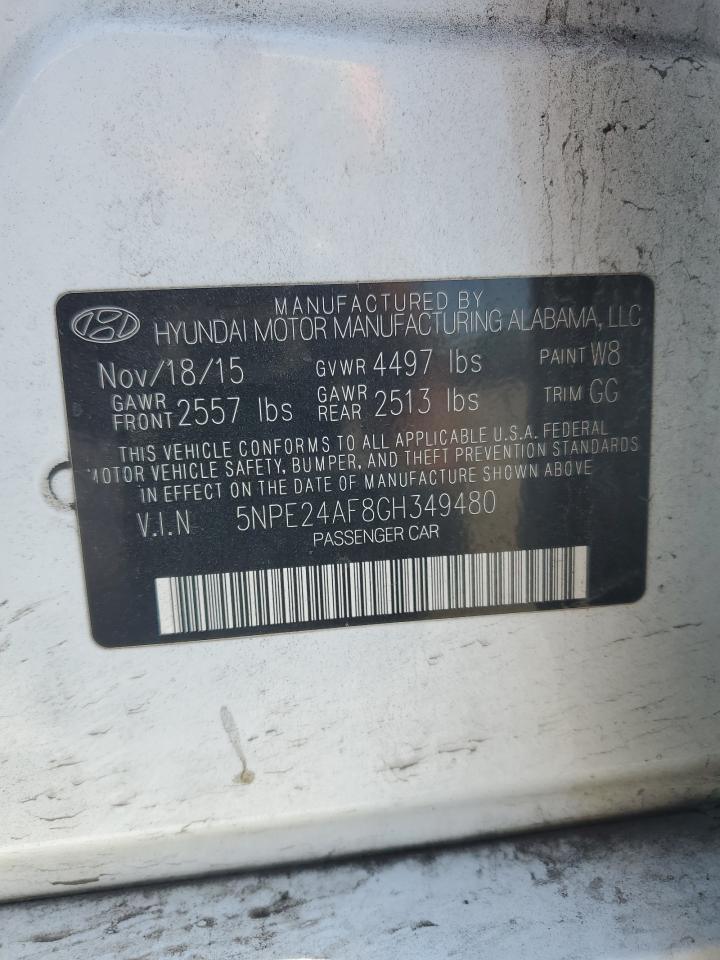 MANUFACTURED BY
HYUNDAI MOTOR MANUFACTURING ALABAMA, LLC
Nov/18/15 GVWR 4497 lbs PAINT W8
GAWR FRONT 2557 lbs GAWR REAR 2513 lbs TRIM GG
THIS VEHICLE CONFORMS TO ALL APPLICABLE U.S.A. FEDERAL
MOTOR VEHICLE SAFETY, BUMPER, AND THEFT PREVENTION STANDARDS
IN EFFECT ON THE DATE OF MANUFACTURE SHOWN ABOVE
V.I.N 5NPE24AF8GH349480
PASSENGER CAR